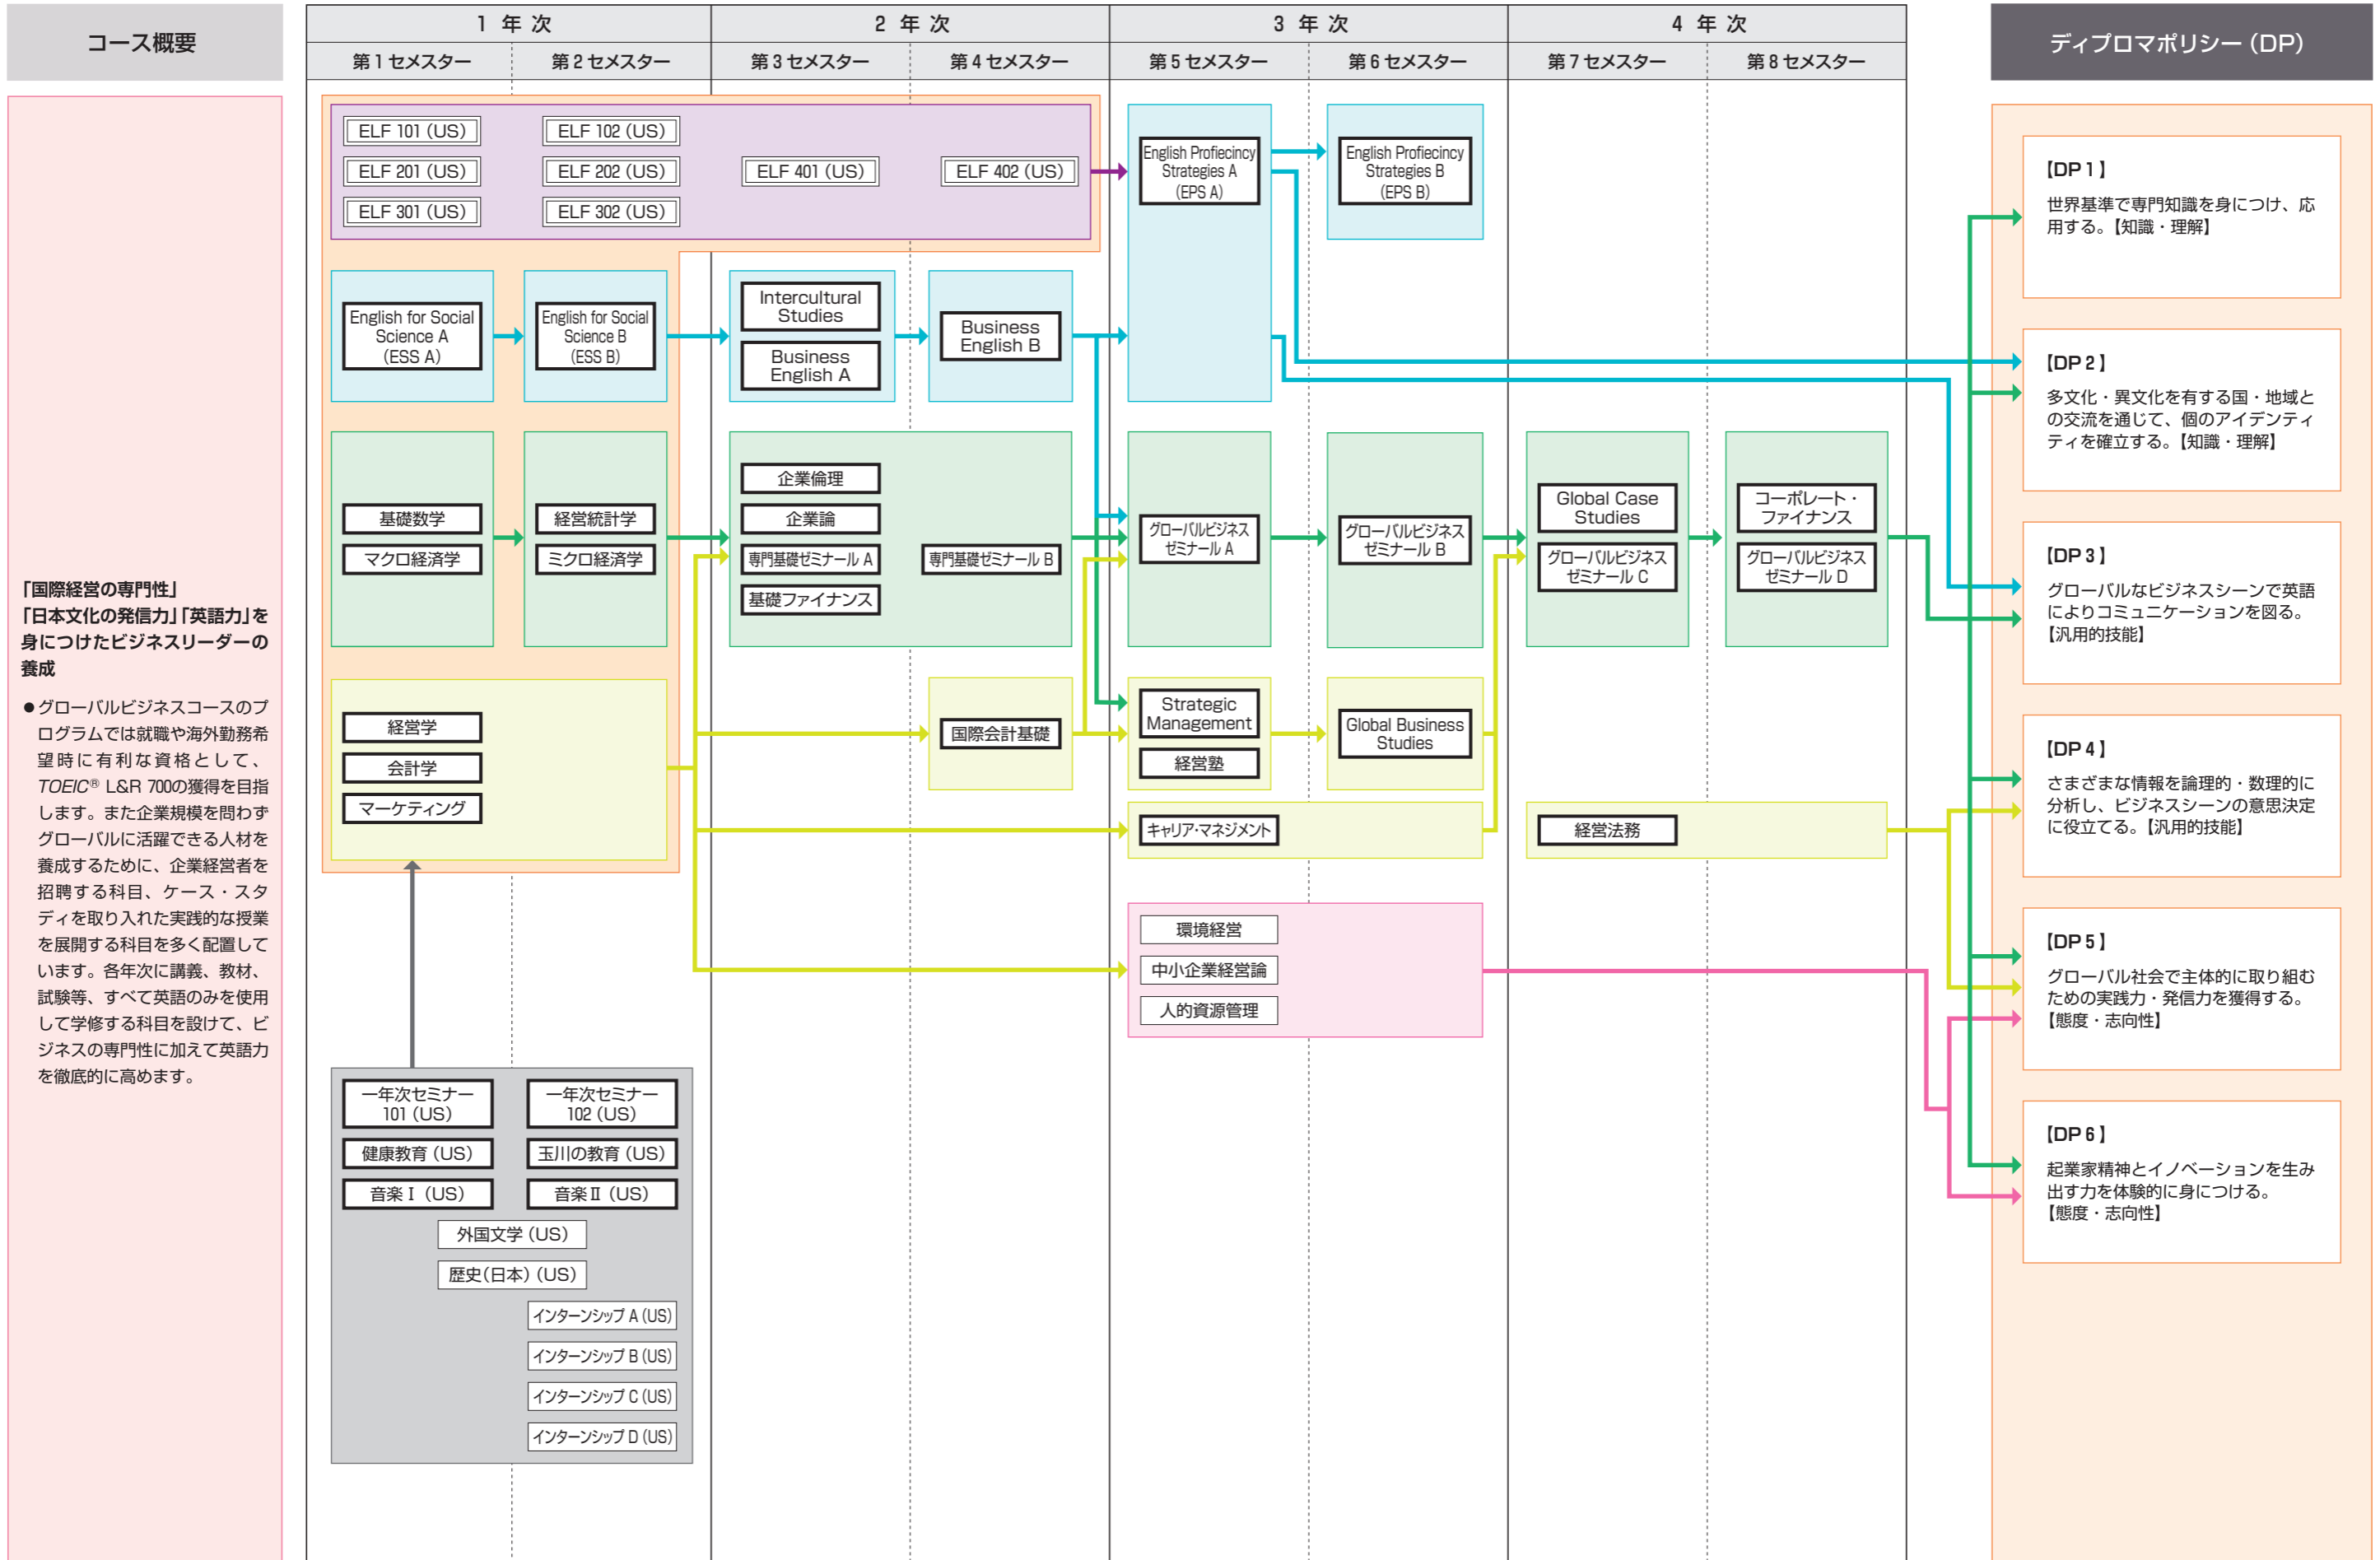 コース概要
「国際経営の専門性」
「日本文化の発信力」「英語力」を
身につけたビジネスリーダーの
養成
●グローバルビジネスコースのプ
ログラムでは就職や海外勤務希
望時に有利な資格として、
TOEIC® L&R 700の獲得を目指
します。また企業規模を問わず
グローバルに活躍できる人材を
養成するために、企業経営者を
招聘する科目、ケース・スタ
ディを取り入れた実践的な授業
を展開する科目を多く配置して
います。各年次に講義、教材、
試験等、すべて英語のみを使用
して学修する科目を設けて、ビ
ジネスの専門性に加えて英語力
を徹底的に高めます。
1 年 次
2 年 次
3 年 次
4 年 次
第1セメスター
第2セメスター
第3セメスター
第4セメスター
第5セメスター
第6セメスター
第7セメスター
第8セメスター
ELF 101 (US)
ELF 102 (US)
ELF 201 (US)
ELF 202 (US)
ELF 401 (US)
ELF 402 (US)
ELF 301 (US)
ELF 302 (US)
English Profiecincy
Strategies A
(EPS A)
English Profiecincy
Strategies B
(EPS B)
English for Social
Science A
(ESS A)
English for Social
Science B
(ESS B)
Intercultural
Studies
Business
English A
Business
English B
基礎数学
マクロ経済学
経営統計学
ミクロ経済学
企業倫理
企業論
専門基礎ゼミナール A
基礎ファイナンス
専門基礎ゼミナール B
グローバルビジネス
ゼミナール A
グローバルビジネス
ゼミナール B
Global Case
Studies
グローバルビジネス
ゼミナール C
コーポレート・
ファイナンス
グローバルビジネス
ゼミナール D
経営学
会計学
マーケティング
国際会計基礎
Strategic
Management
経営塾
Global Business
Studies
キャリア・マネジメント
経営法務
環境経営
中小企業経営論
人的資源管理
一年次セミナー
101 (US)
一年次セミナー
102 (US)
健康教育 (US)
玉川の教育 (US)
音楽Ⅰ (US)
音楽Ⅱ (US)
外国文学 (US)
歴史(日本) (US)
インターンシップ A (US)
インターンシップ B (US)
インターンシップ C (US)
インターンシップ D (US)
ディプロマポリシー (DP)
【DP 1】
世界基準で専門知識を身につけ、応
用する。【知識・理解】
【DP 2】
多文化・異文化を有する国・地域と
の交流を通じて、個のアイデンティ
ティを確立する。【知識・理解】
【DP 3】
グローバルなビジネスシーンで英語
によりコミュニケーションを図る。
【汎用的技能】
【DP 4】
さまざまな情報を論理的・数理的に
分析し、ビジネスシーンの意思決定
に役立てる。【汎用的技能】
【DP 5】
グローバル社会で主体的に取り組む
ための実践力・発信力を獲得する。
【態度・志向性】
【DP 6】
起業家精神とイノベーションを生み
出す力を体験的に身につける。
【態度・志向性】